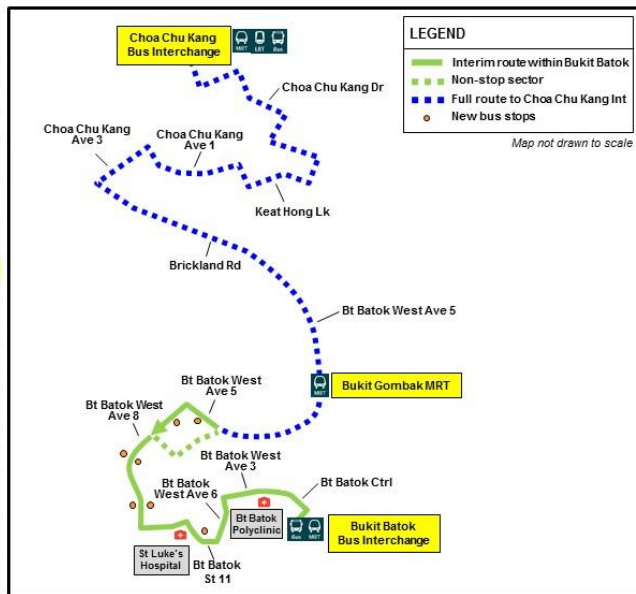 Choa Chu Kang
Bus Interchange
MRT
LRT
Bus
LEGEND
Interim route within Bukit Batok
Non-stop sector
Full route to Choa Chu Kang Int
New bus stops
Map not drawn to scale
Choa Chu Kang Dr
Choa Chu Kang
Ave 3
Choa Chu Kang
Ave 1
Keat Hong Lk
Brickland Rd
Bt Batok West Ave 5
MRT
Bukit Gombak MRT
Bt Batok West
Ave 5
Bt Batok West
Ave 8
Bt Batok West
Ave 3
Bt Batok
West Ave 6
Bt Batok Ctrl
Bt Batok
Polyclinic
Bus
MRT
Bukit Batok
Bus Interchange
St Luke's
Hospital
Bt Batok
St 11